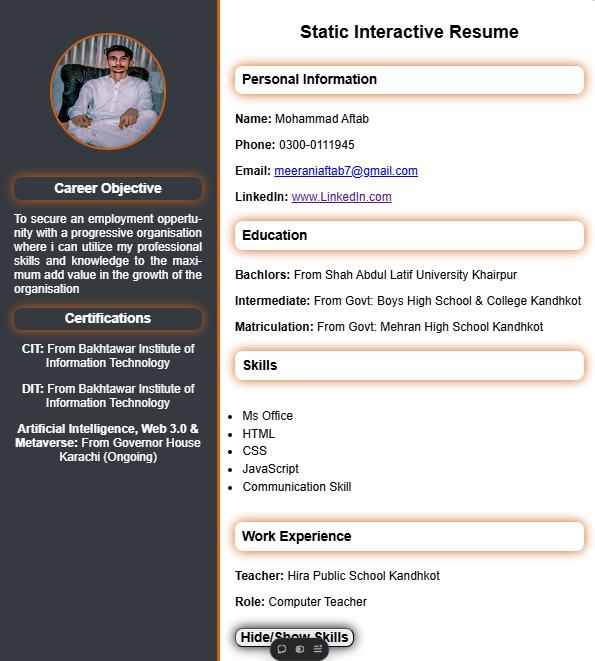 Career Objective
To secure an employment oppertu-
nity with a progressive organisation
where i can utilize my professional
skills and knowledge to the maxi-
mum add value in the growth of the
organisation
Certifications
CIT: From Bakhtawar Institute of
Information Technology
DIT: From Bakhtawar Institute of
Information Technology
Artificial Intelligence, Web 3.0 &
Metaverse: From Governor House
Karachi (Ongoing)
Static Interactive Resume
Personal Information
Name: Mohammad Aftab
Phone: 0300-0111945
Email: meeraniaftab7@gmail.com
LinkedIn: www.LinkedIn.com
Education
Bachlors: From Shah Abdul Latif University Khairpur
Intermediate: From Govt: Boys High School & College Kandhkot
Matriculation: From Govt: Mehran High School Kandhkot
Skills
Ms Office
HTML
CSS
JavaScript
Communication Skill
Work Experience
Teacher: Hira Public School Kandhkot
Role: Computer Teacher
Hide/Show Skills